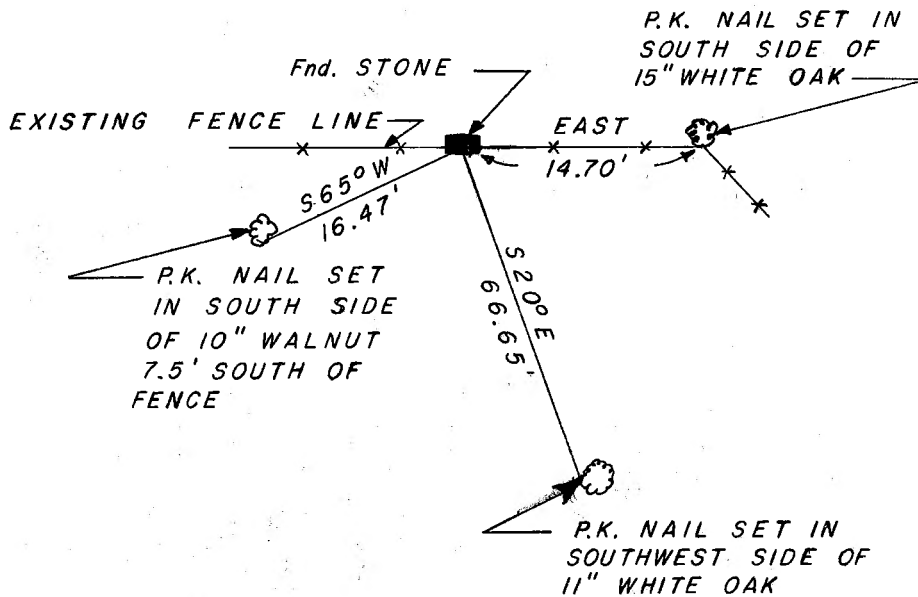 P.K. NAIL SET IN
SOUTH SIDE OF
15" WHITE OAK
Fnd. STONE
EXISTING FENCE LINE
EAST
14.70'
S 65° W
16.47'
P.K. NAIL SET
IN SOUTH SIDE
OF 10" WALNUT
7.5' SOUTH OF
FENCE
S 20° E
66.65'
P.K. NAIL SET IN
SOUTHWEST SIDE OF
11" WHITE OAK